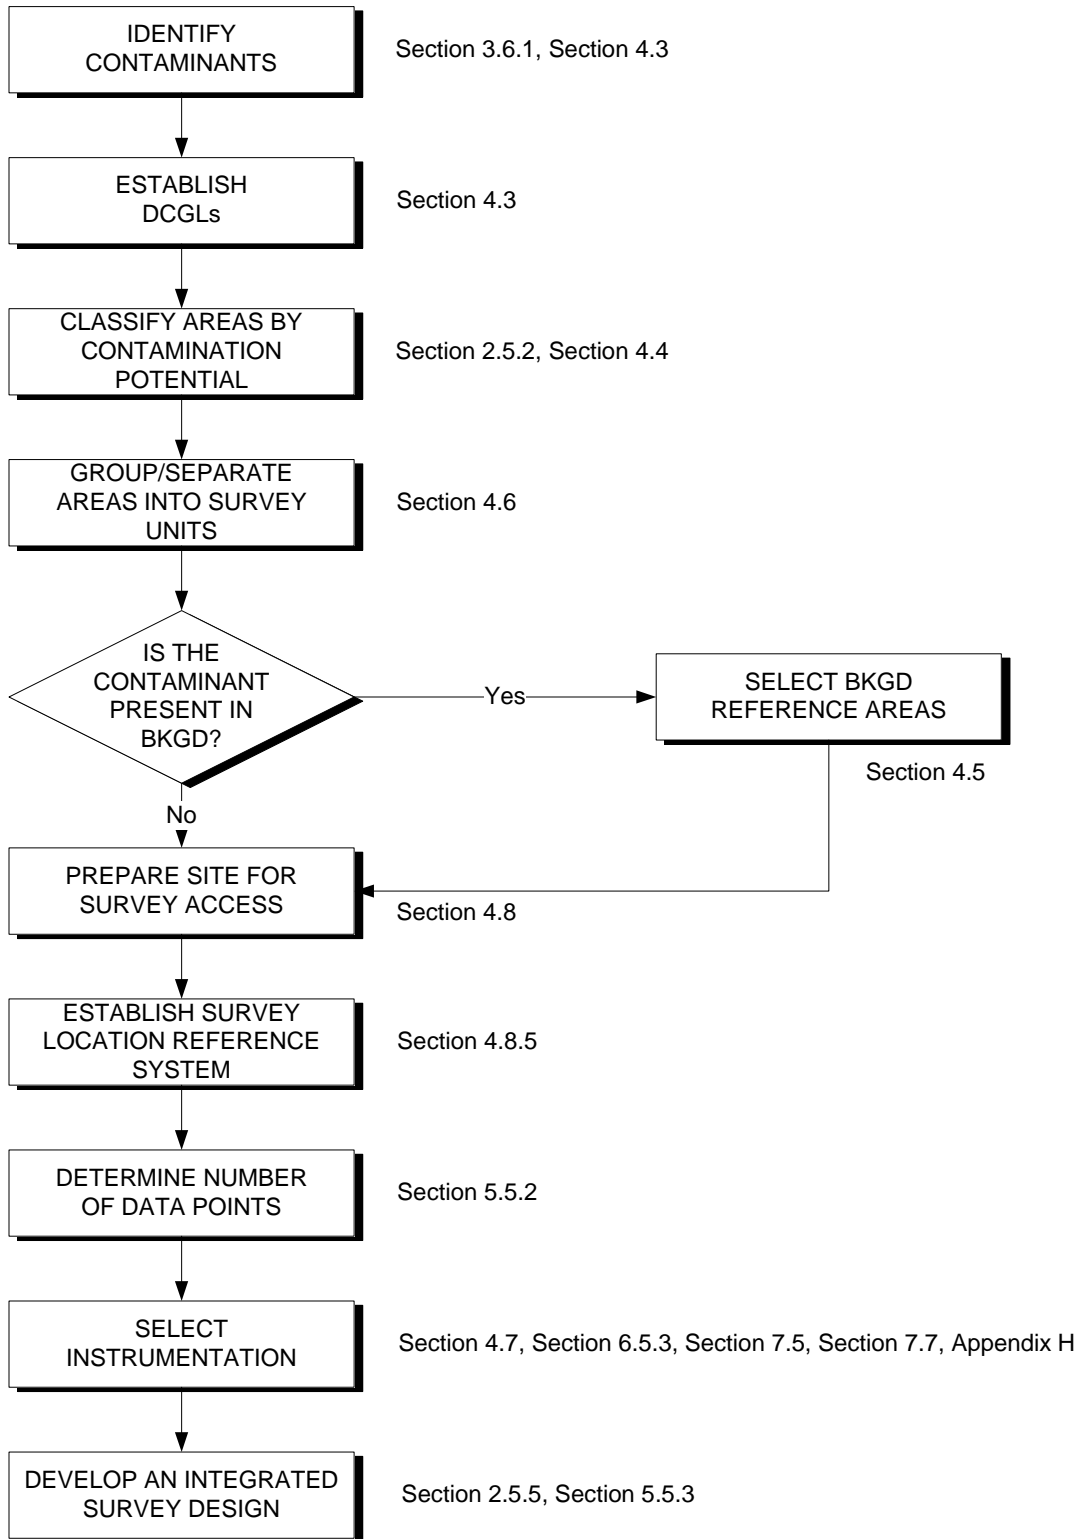 IDENTIFY
CONTAMINANTS
Section 3.6.1, Section 4.3
ESTABLISH
DCGLs
Section 4.3
CLASSIFY AREAS BY
CONTAMINATION
POTENTIAL
Section 2.5.2, Section 4.4
GROUP/SEPARATE
AREAS INTO SURVEY
UNITS
Section 4.6
IS THE
CONTAMINANT
PRESENT IN
BKGD?
Yes
SELECT BKGD
REFERENCE AREAS
Section 4.5
No
PREPARE SITE FOR
SURVEY ACCESS
Section 4.8
ESTABLISH SURVEY
LOCATION REFERENCE
SYSTEM
Section 4.8.5
DETERMINE NUMBER
OF DATA POINTS
Section 5.5.2
SELECT
INSTRUMENTATION
Section 4.7, Section 6.5.3, Section 7.5, Section 7.7, Appendix H
DEVELOP AN INTEGRATED
SURVEY DESIGN
Section 2.5.5, Section 5.5.3